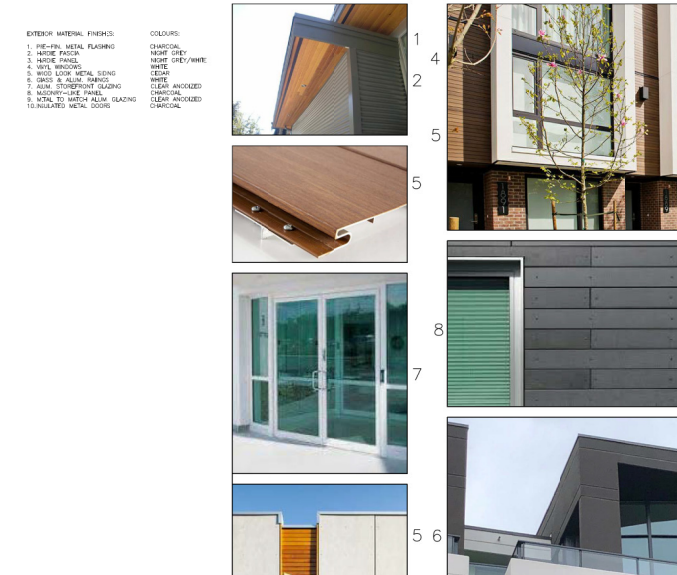 EXTERIOR MATERIAL FINISHES: COLOURS:
1. PRE-FIN. METAL FLASHING CHARCOAL
2. HARDIE FASCIA NIGHT GREY
3. HARDIE PANEL NIGHT GREY/WHITE
4. VINYL WINDOWS WHITE
5. WOOD LOOK METAL SIDING CEDAR
6. GLASS & ALUM. RAILINGS WHITE
7. ALUM. STOREFRONT GLAZING CLEAR ANODIZED
8. MASONRY-LIKE PANEL CHARCOAL
9. METAL TO MATCH ALUM. GLAZING CLEAR ANODIZED
10. INSULATED METAL DOORS CHARCOAL
1
2
4
5
5
1691
8
7
5 6